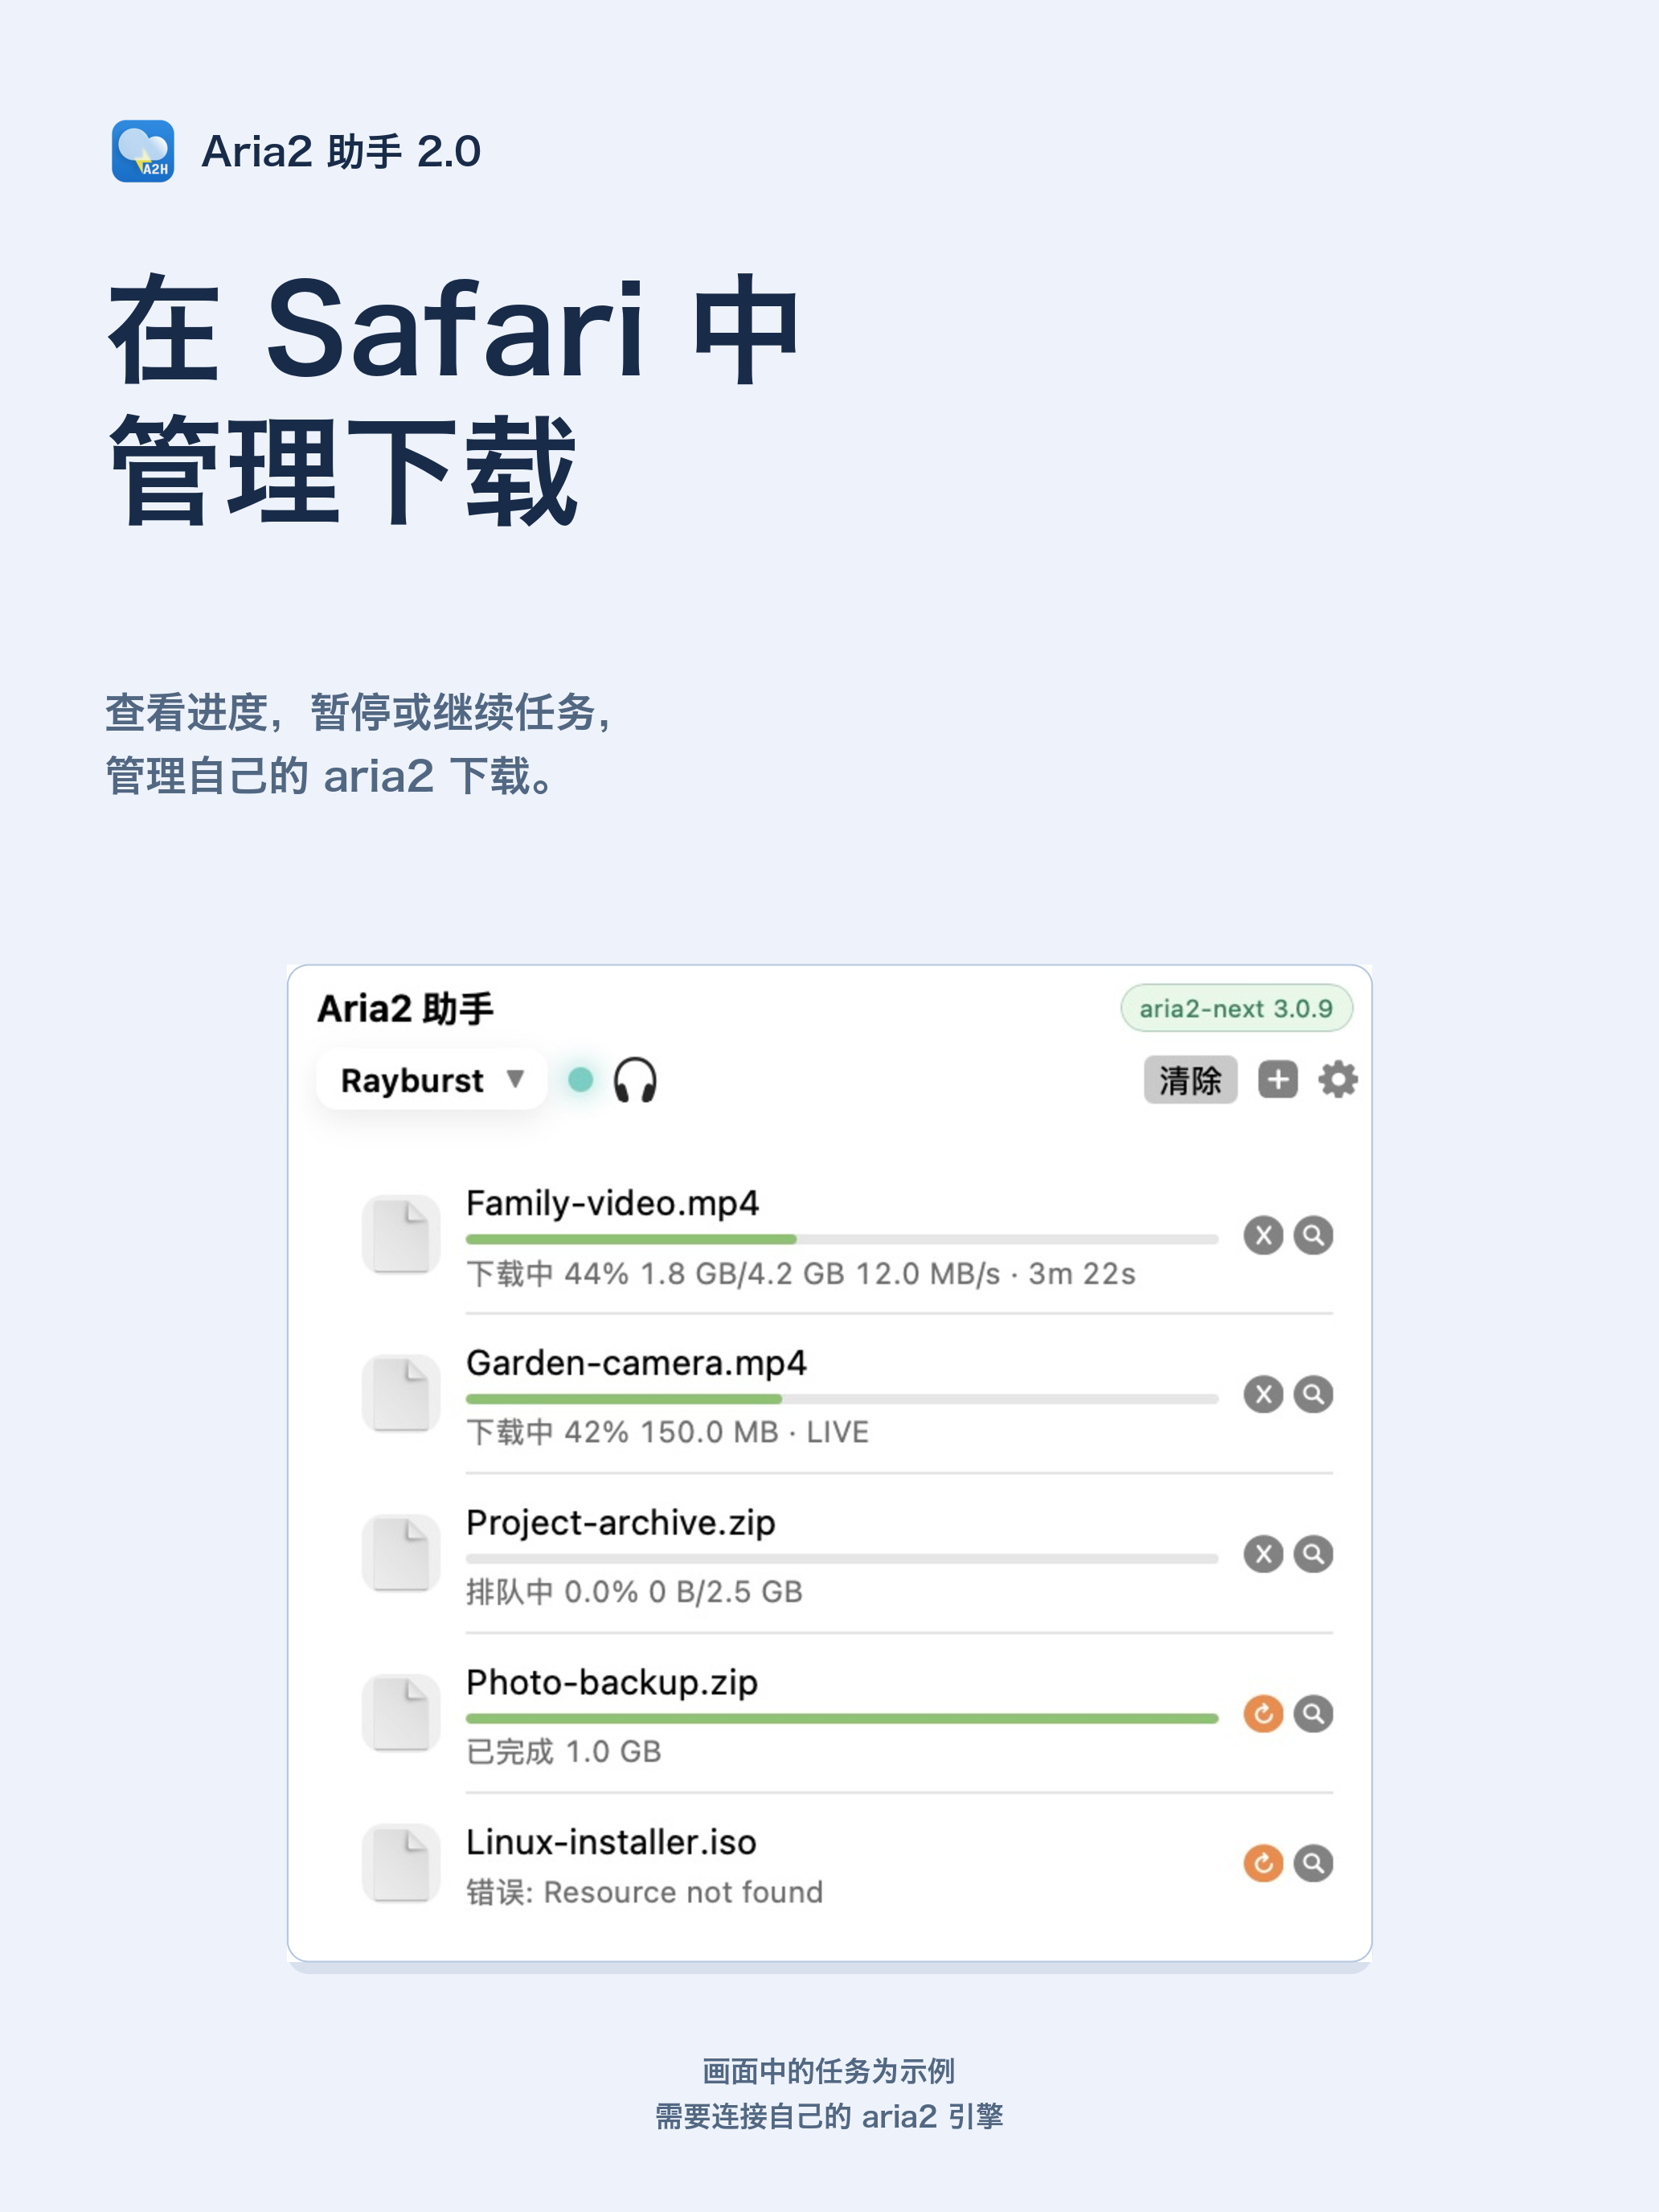 A2H
Aria2 助手 2.0
在 Safari 中
管理下载
查看进度，暂停或继续任务，
管理自己的 aria2 下载。
Aria2 助手
aria2-next 3.0.9
Rayburst
清除
Family-video.mp4
下载中 44% 1.8 GB/4.2 GB 12.0 MB/s · 3m 22s
Garden-camera.mp4
下载中 42% 150.0 MB · LIVE
Project-archive.zip
排队中 0.0% 0 B/2.5 GB
Photo-backup.zip
已完成 1.0 GB
Linux-installer.iso
错误: Resource not found
画面中的任务为示例
需要连接自己的 aria2 引擎